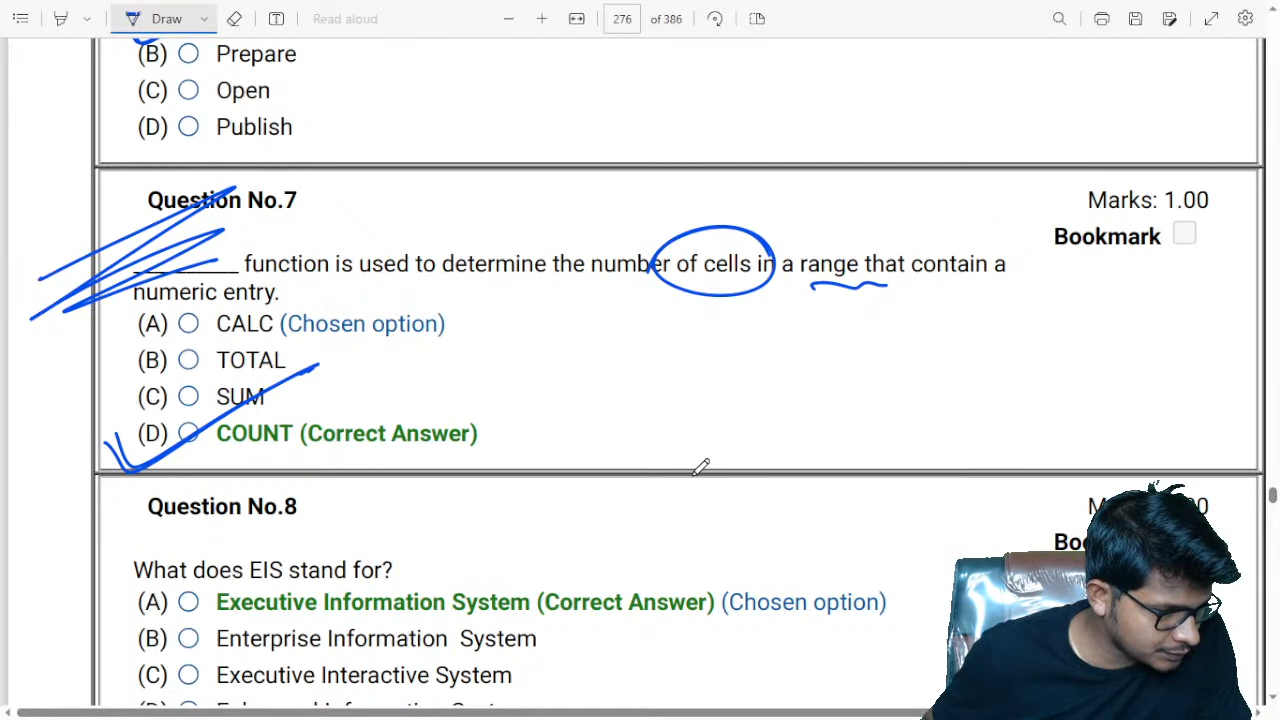 Draw
Read aloud
276 of 386
(B) Prepare
(C) Open
(D) Publish
Question No.7 Marks: 1.00
Bookmark
_________ function is used to determine the number of cells in a range that contain a
numeric entry.
(A) CALC (Chosen option)
(B) TOTAL
(C) SUM
(D) COUNT (Correct Answer)
Question No.8
What does EIS stand for?
(A) Executive Information System (Correct Answer) (Chosen option)
(B) Enterprise Information System
(C) Executive Interactive System